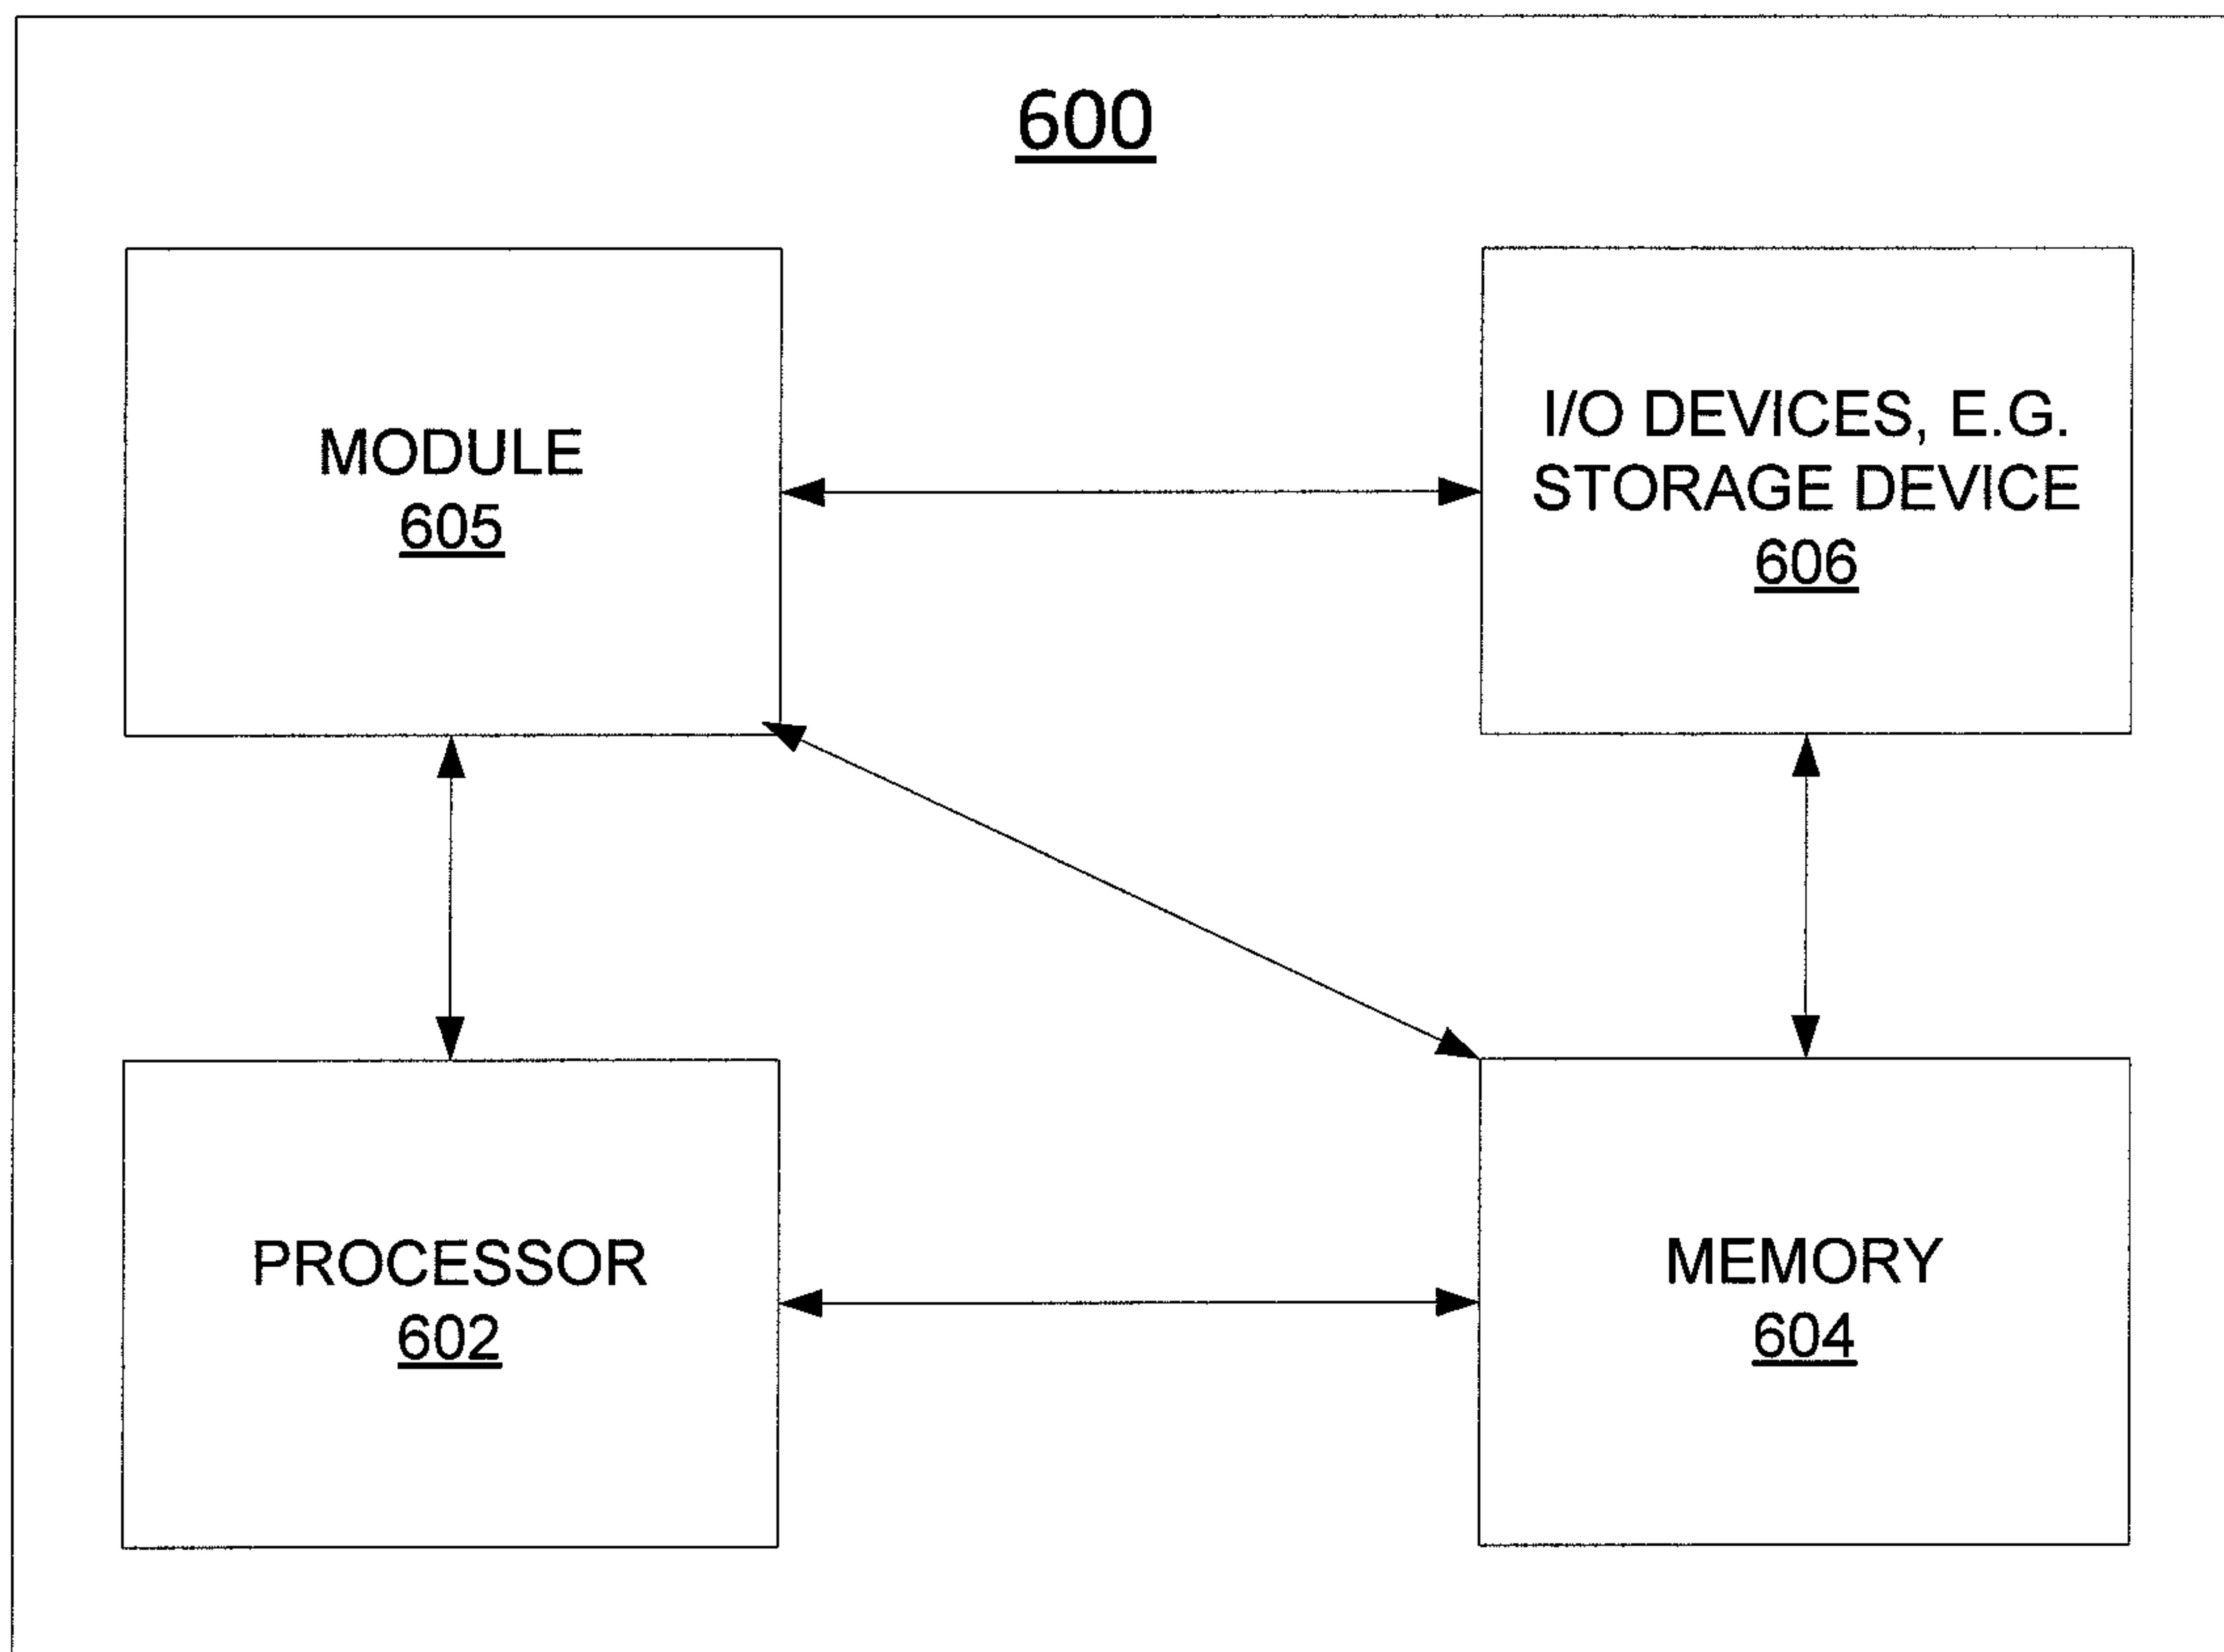 600
MODULE
605
I/O DEVICES, E.G.
STORAGE DEVICE
606
PROCESSOR
602
MEMORY
604